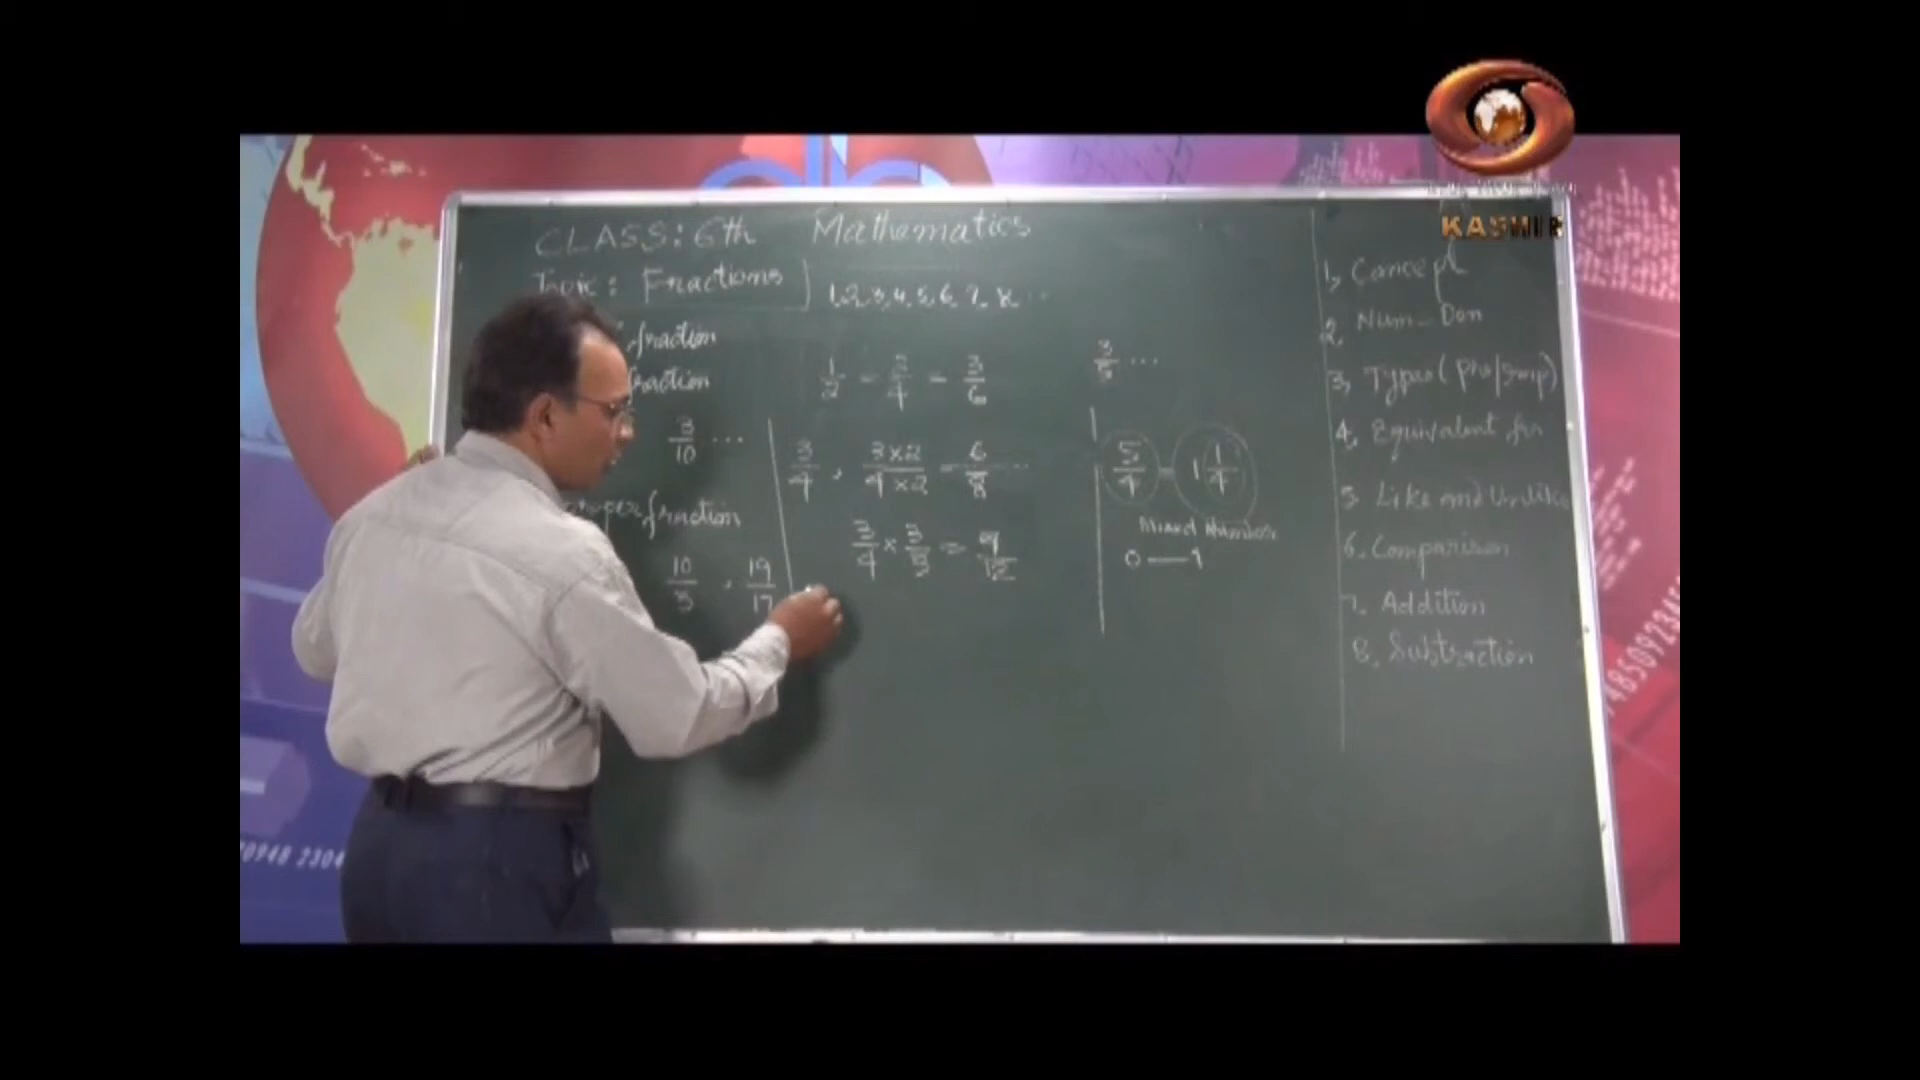 KASHIR
CLASS: 6th Mathematics
Topic: Fractions
1,2,3,4,5,6,7,8...
fraction
fraction
3/10 ...
fraction
10/3 , 19/17
1/2 = 2/4 = 3/6
3/4 , 3×2/4×2 = 6/8 ...
3/4 × 3/3 = 9/12
3/5 ...
5/4 = 1 1/4
Mixed Number
0 — 1
1, Concept
2, Num - Den
3, Types (
4, Equivalent
5 Like and Unlike
6. Comparison
7. Addition
8. Subtraction